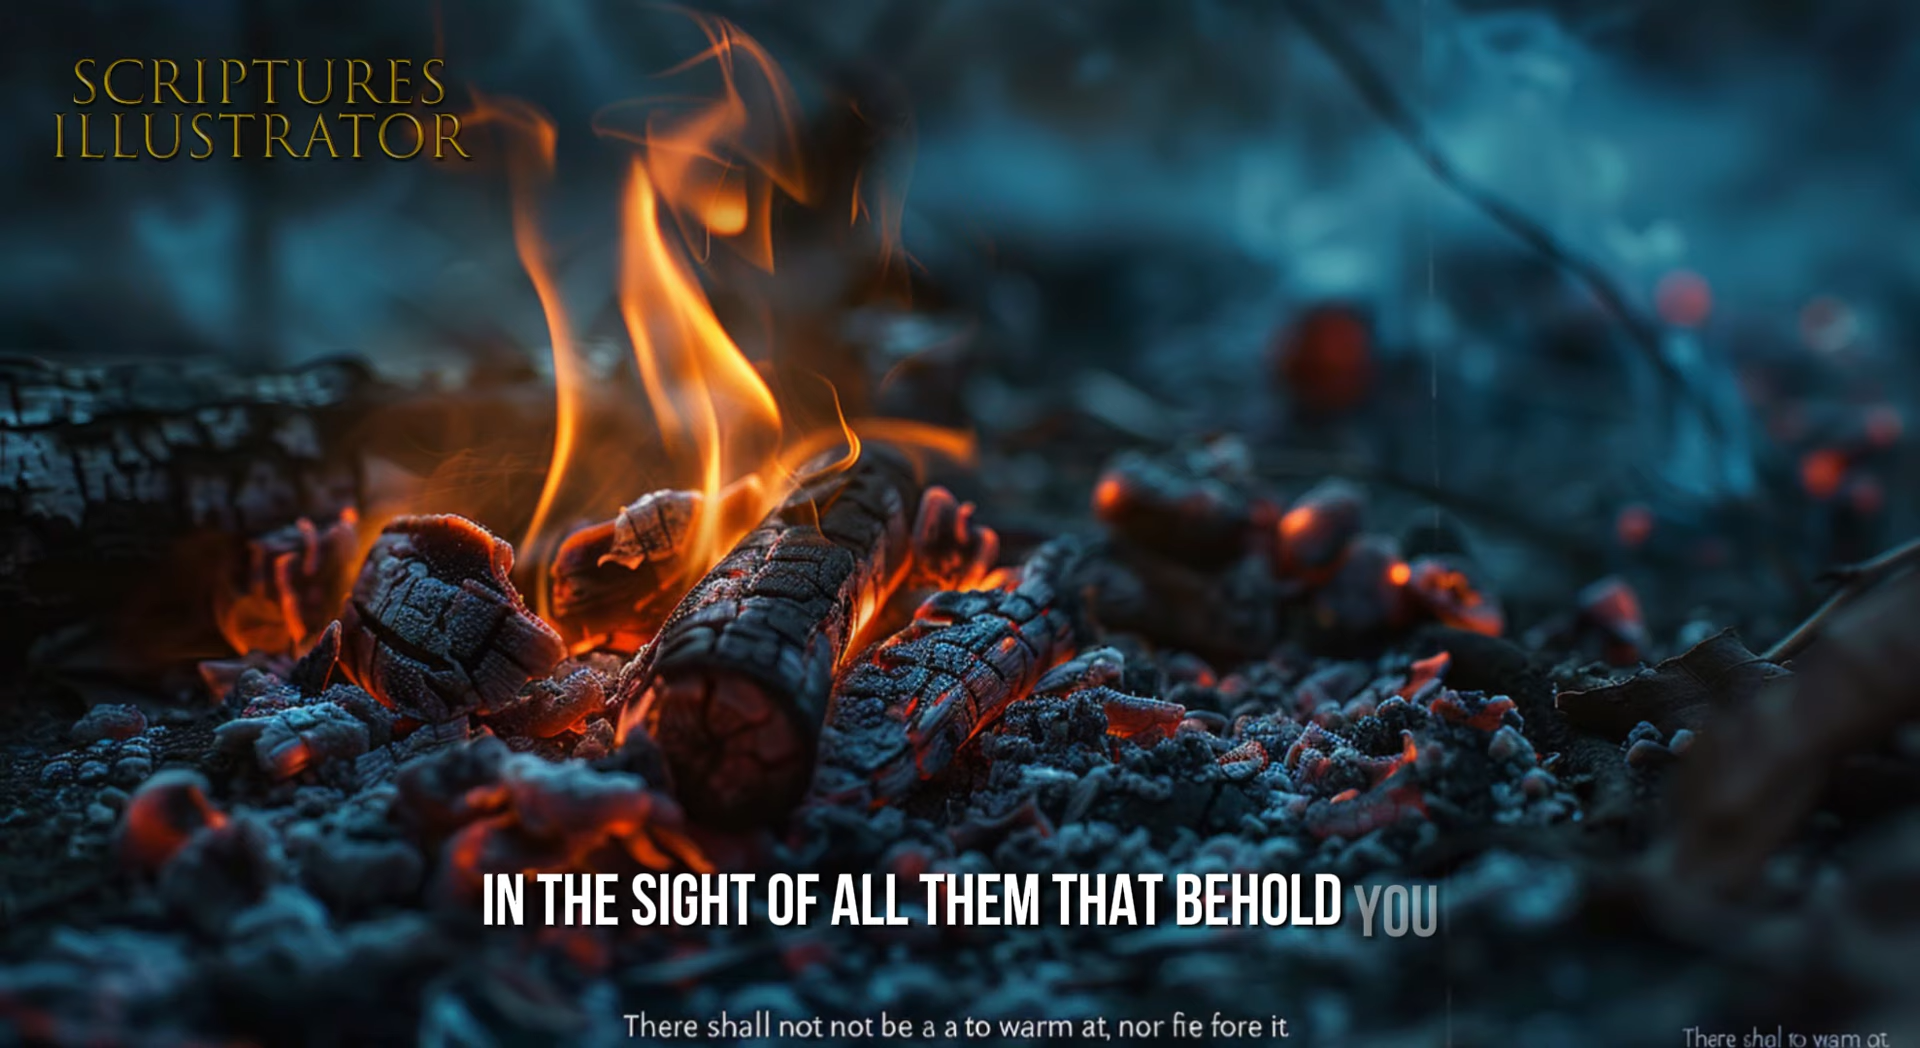 SCRIPTURES
ILLUSTRATOR
IN THE SIGHT OF ALL THEM THAT BEHOLD YOU
There shall not not be a a to warm at, nor fie fore it
There shal to warm at